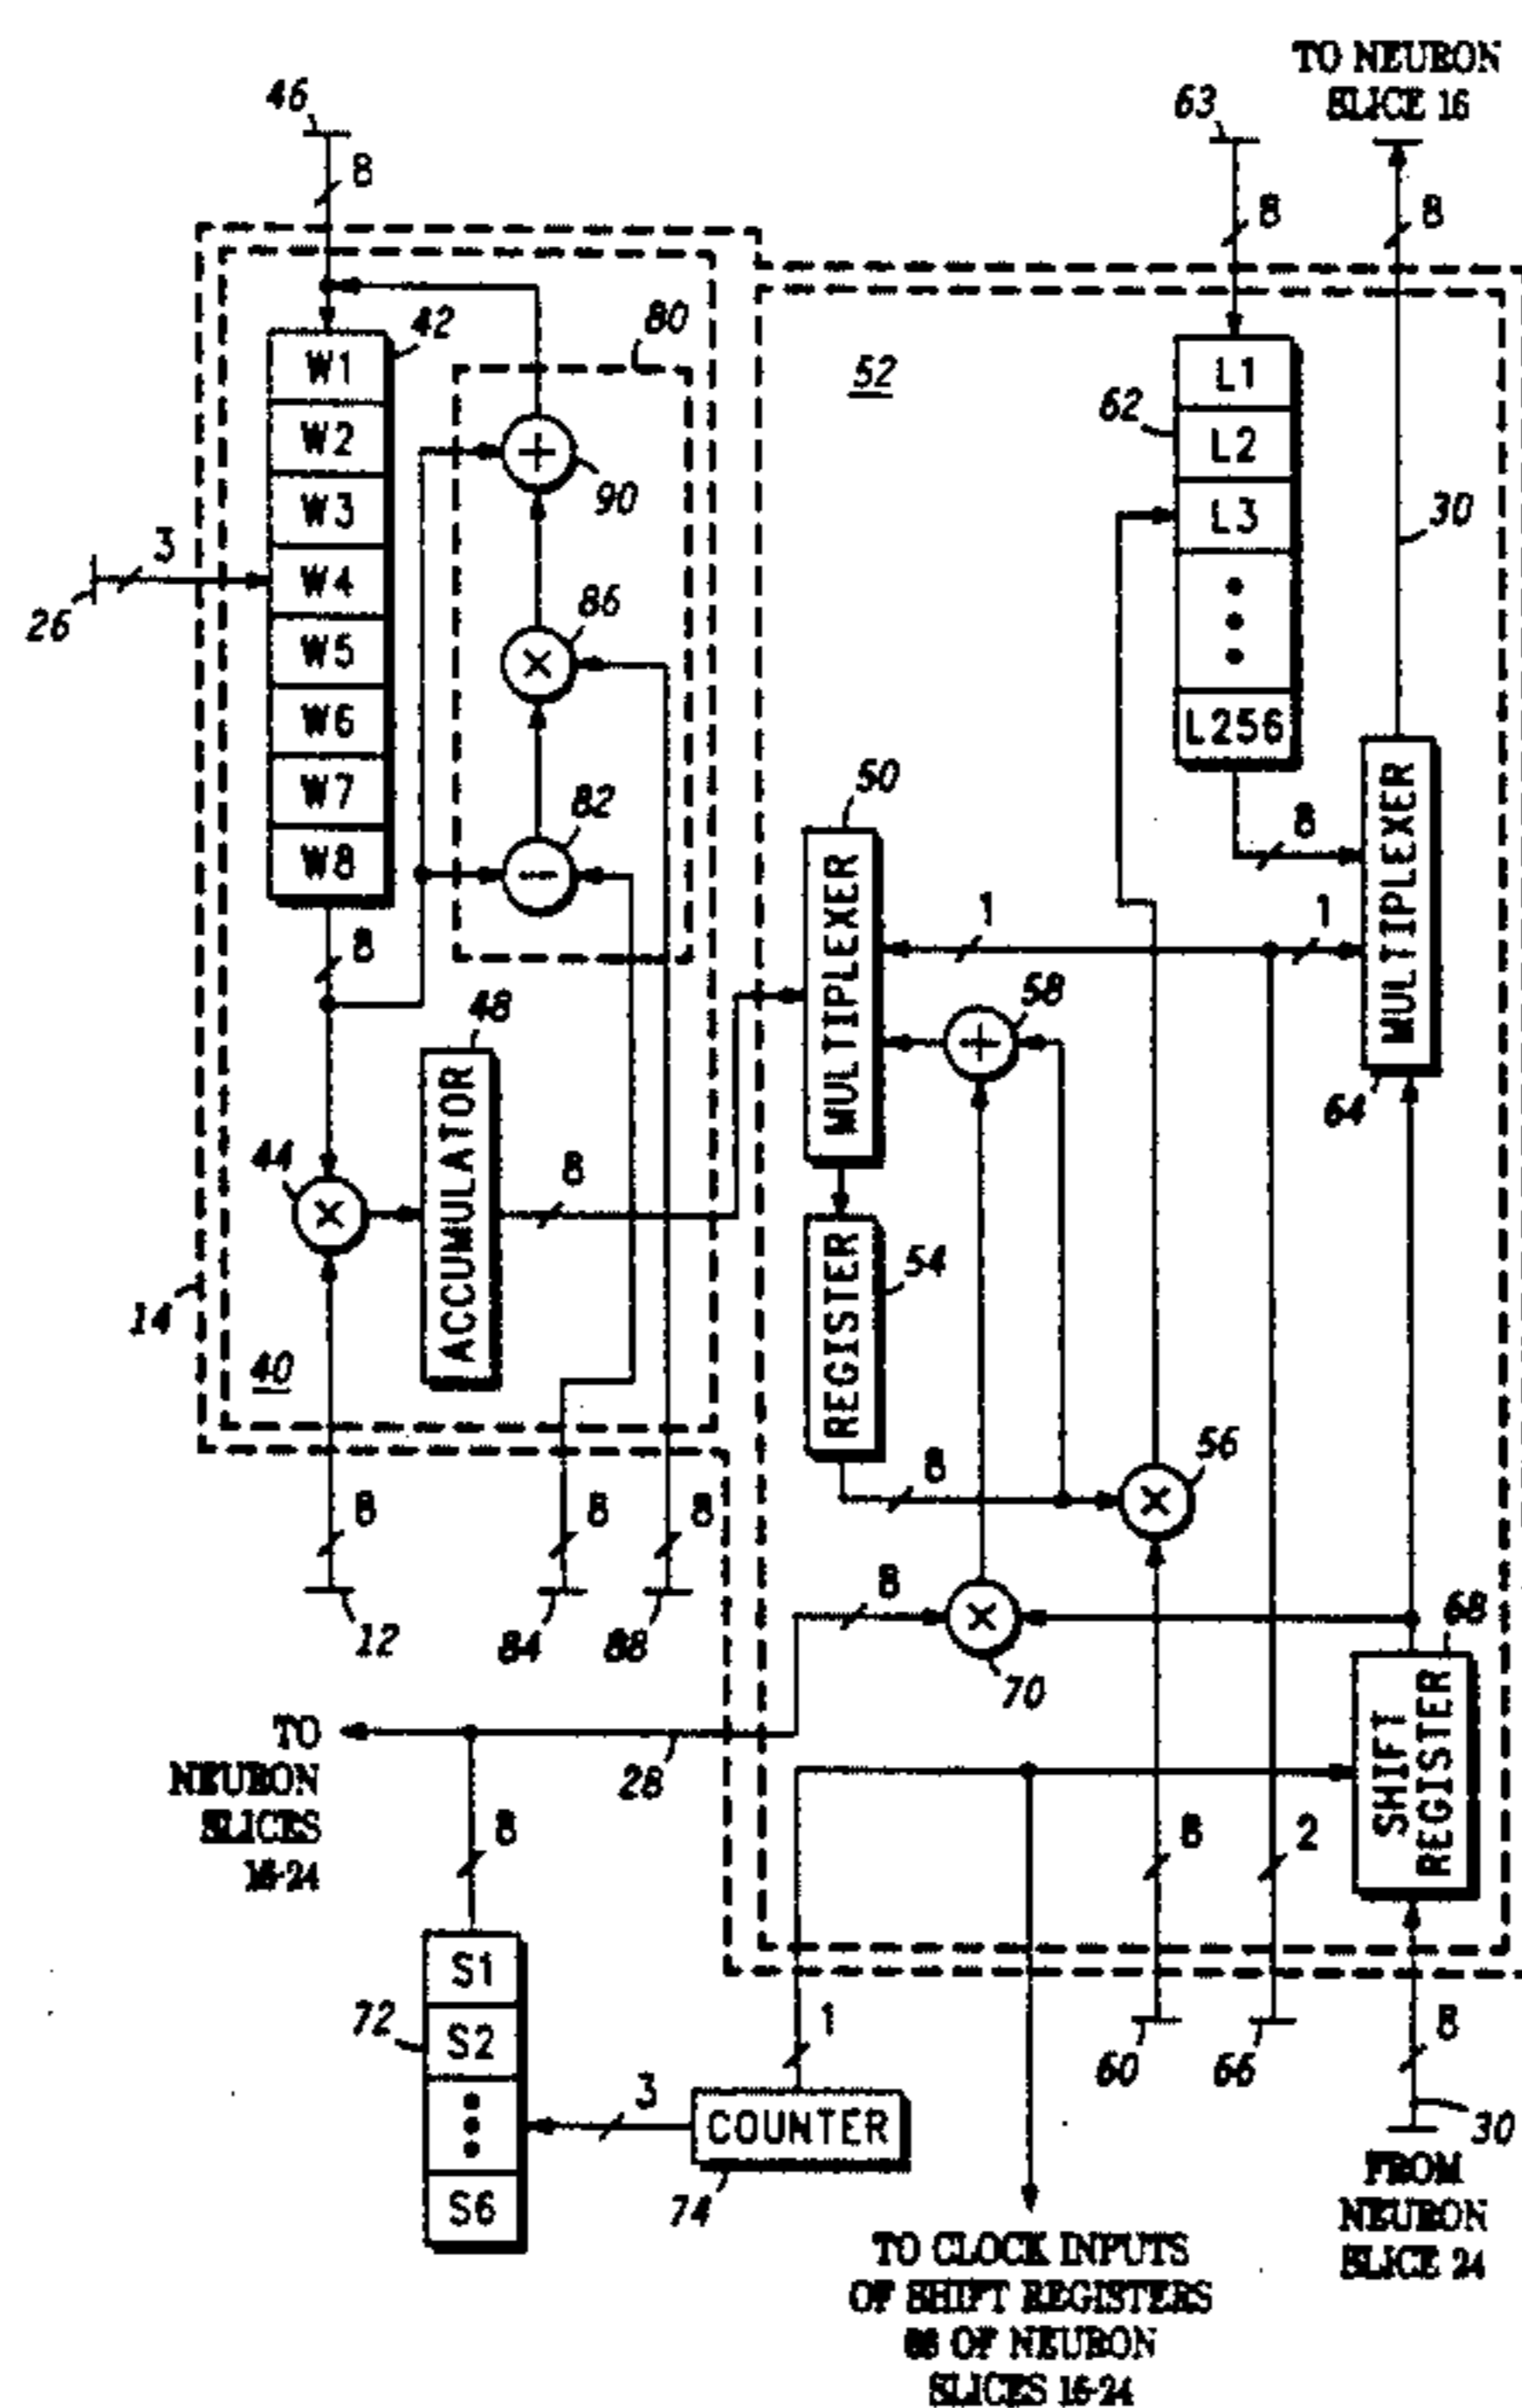 TO NEURON
SLICE 16
46
63
8
8
8
42
80
52
W1
W2
W3
W4
W5
W6
W7
W8
62
L1
L2
L3
L256
90
30
3
26
86
50
82
8
MULTIPLEXER
64
1
1
8
48
58
MULTIPLEXER
ACCUMULATOR
44
8
14
40
REGISTER
54
8
56
8
8
8
12
84
88
8
70
68
SHIFT
REGISTER
TO
NEURON
SLICES
16-24
28
8
8
2
72
S1
S2
S6
1
3
COUNTER
74
60
66
8
30
FROM
NEURON
SLICE 24
TO CLOCK INPUTS
OF SHIFT REGISTERS
68 OF NEURON
SLICES 16-24